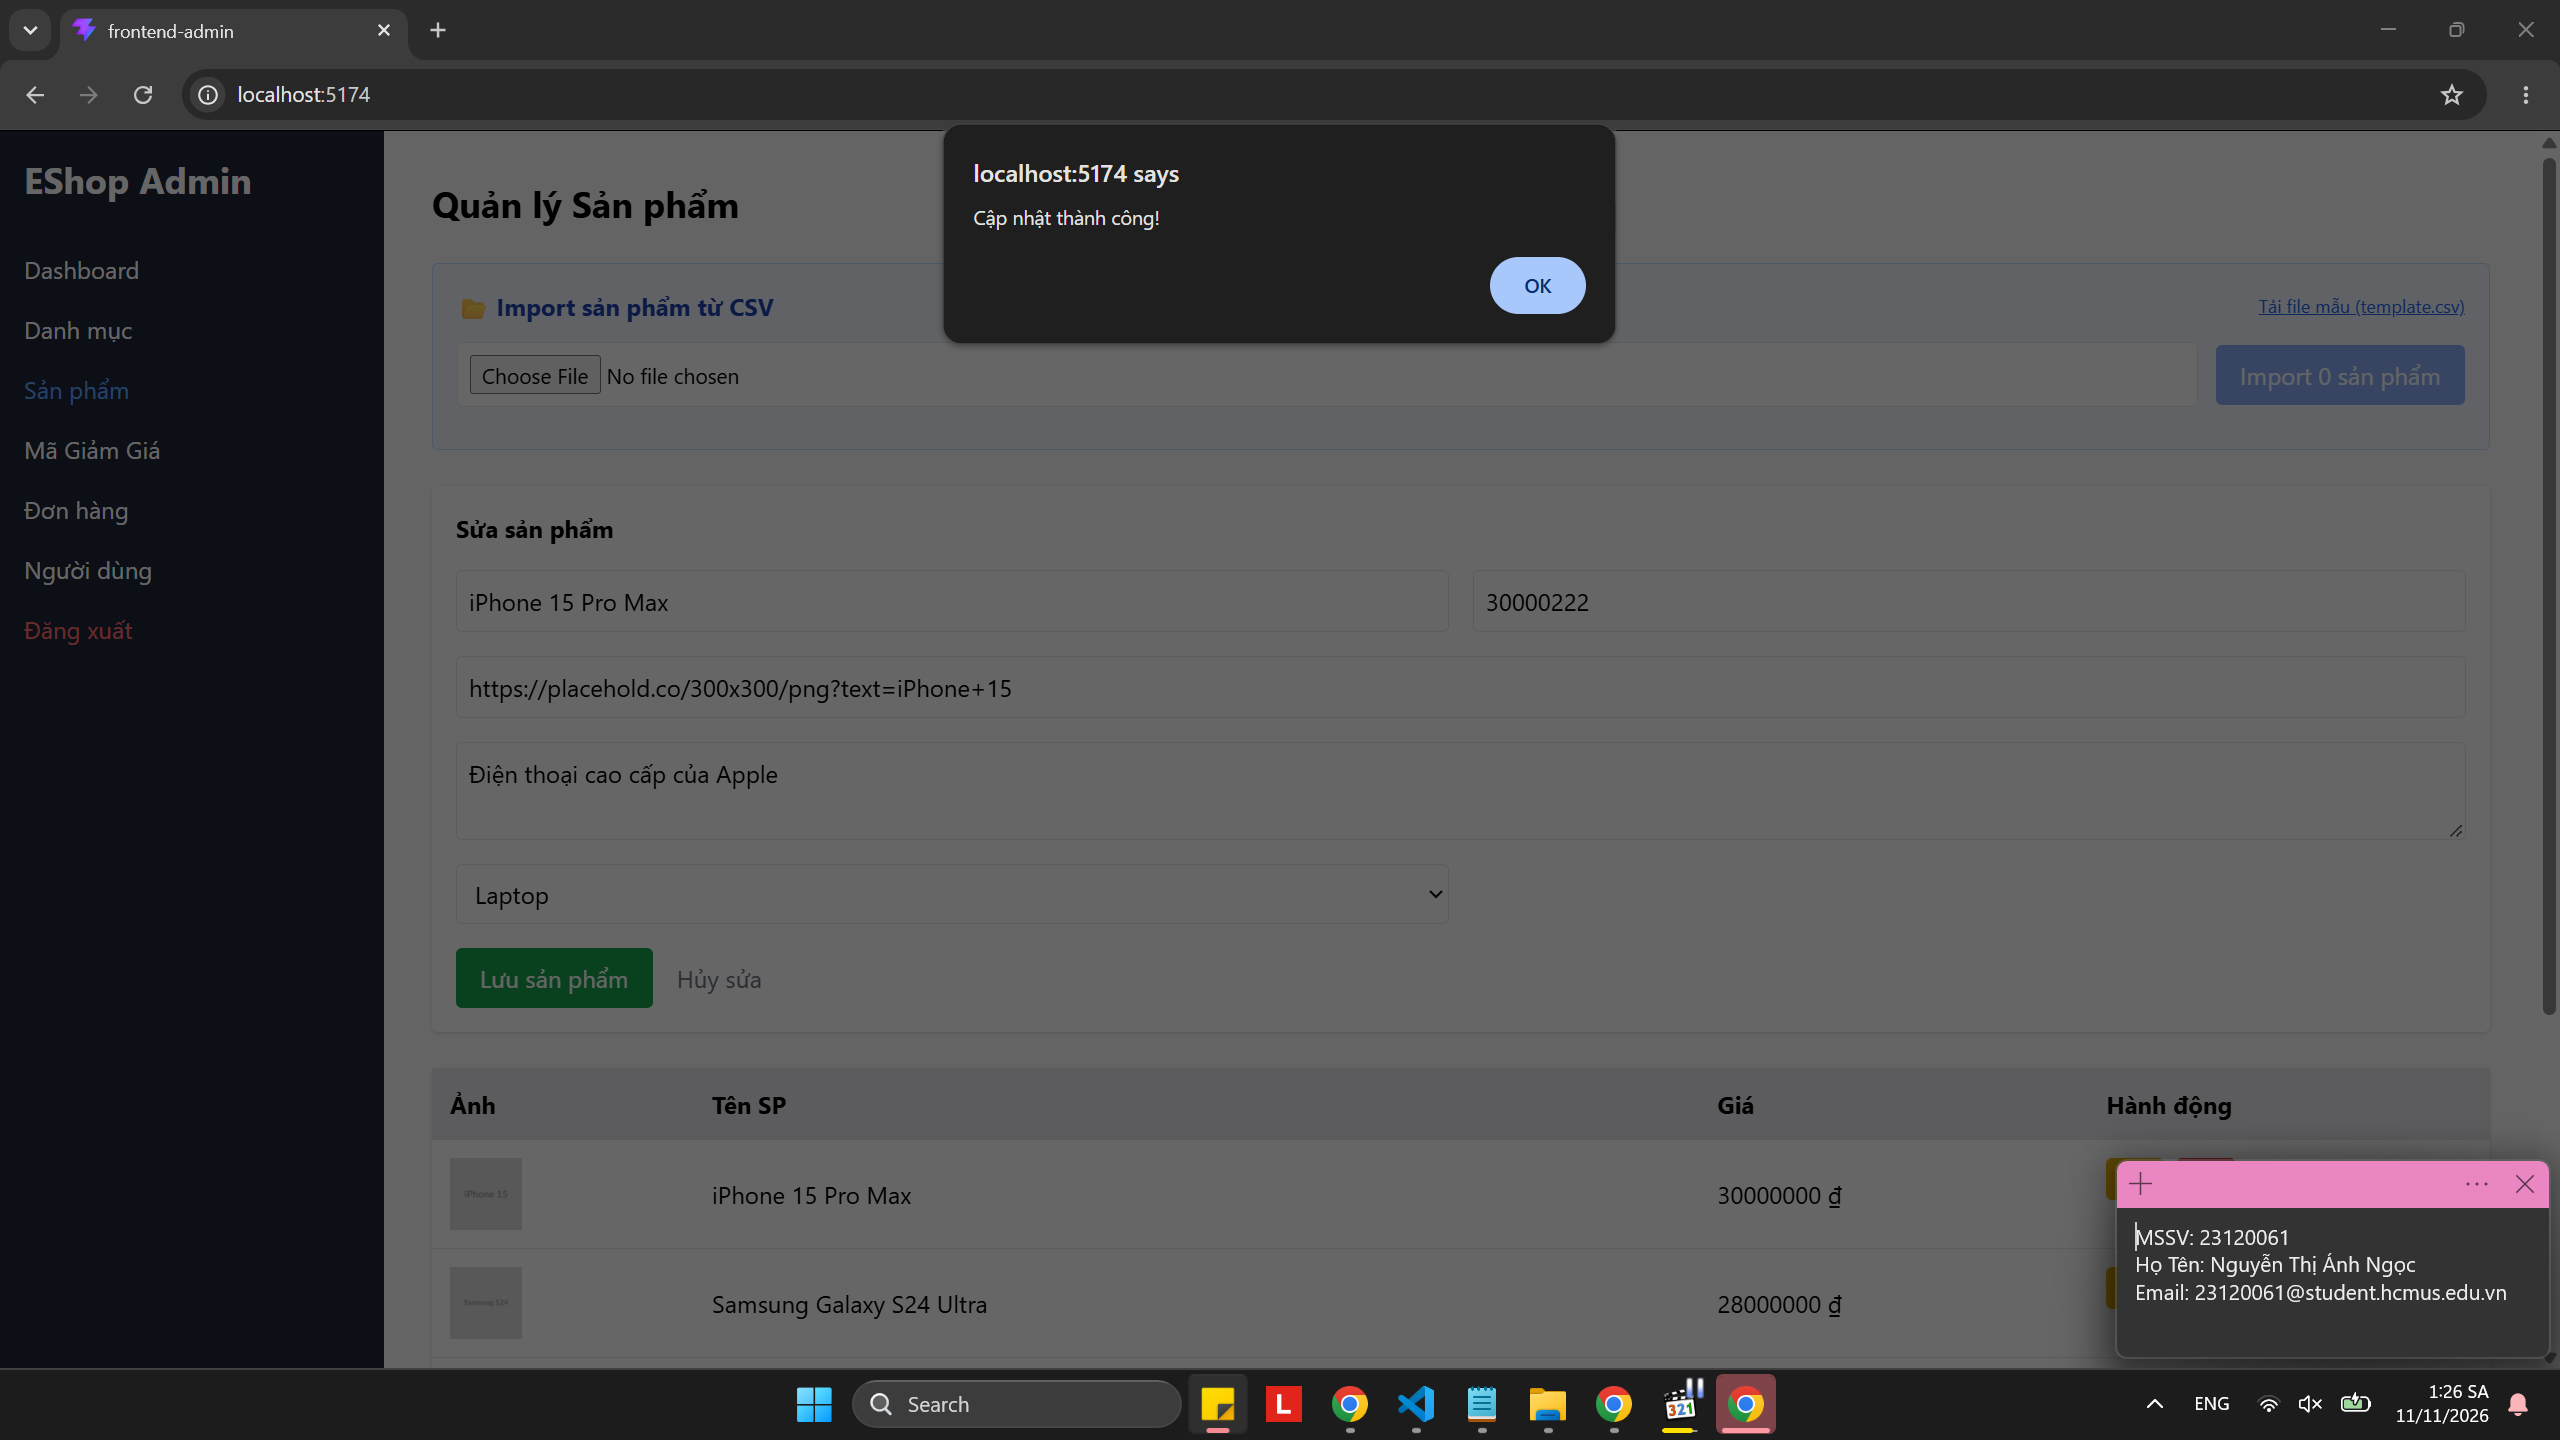 frontend-admin
localhost:5174
localhost:5174 says
Cập nhật thành công!
OK
EShop Admin
Dashboard
Danh mục
Sản phẩm
Mã Giảm Giá
Đơn hàng
Người dùng
Đăng xuất
Quản lý Sản phẩm
Import sản phẩm từ CSV
Tải file mẫu (template.csv)
Choose File No file chosen
Import 0 sản phẩm
Sửa sản phẩm
iPhone 15 Pro Max
30000222
https://placehold.co/300x300/png?text=iPhone+15
Điện thoại cao cấp của Apple
Laptop
Lưu sản phẩm
Hủy sửa
Ảnh Tên SP Giá Hành động
iPhone 15
iPhone 15 Pro Max
30000000 ₫
Samsung S24
Samsung Galaxy S24 Ultra
28000000 ₫
MSSV: 23120061
Họ Tên: Nguyễn Thị Ánh Ngọc
Email: 23120061@student.hcmus.edu.vn
Search
L
321
ENG
1:26 SA
11/11/2026